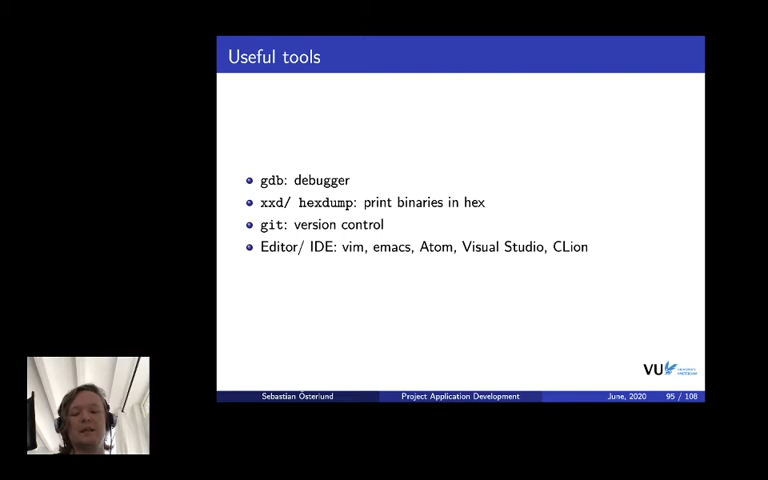 Useful tools
gdb: debugger
xxd/ hexdump: print binaries in hex
git: version control
Editor/ IDE: vim, emacs, Atom, Visual Studio, CLion
VU
Sebastian Österlund Project Application Development June, 2020 95 / 108